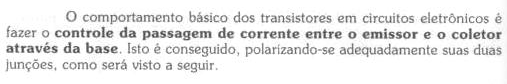 O comportamento básico dos transistores em circuitos eletrônicos é
fazer o controle da passagem de corrente entre o emissor e o coletor
através da base. Isto é conseguido, polarizando-se adequadamente suas duas
junções, como será visto a seguir.